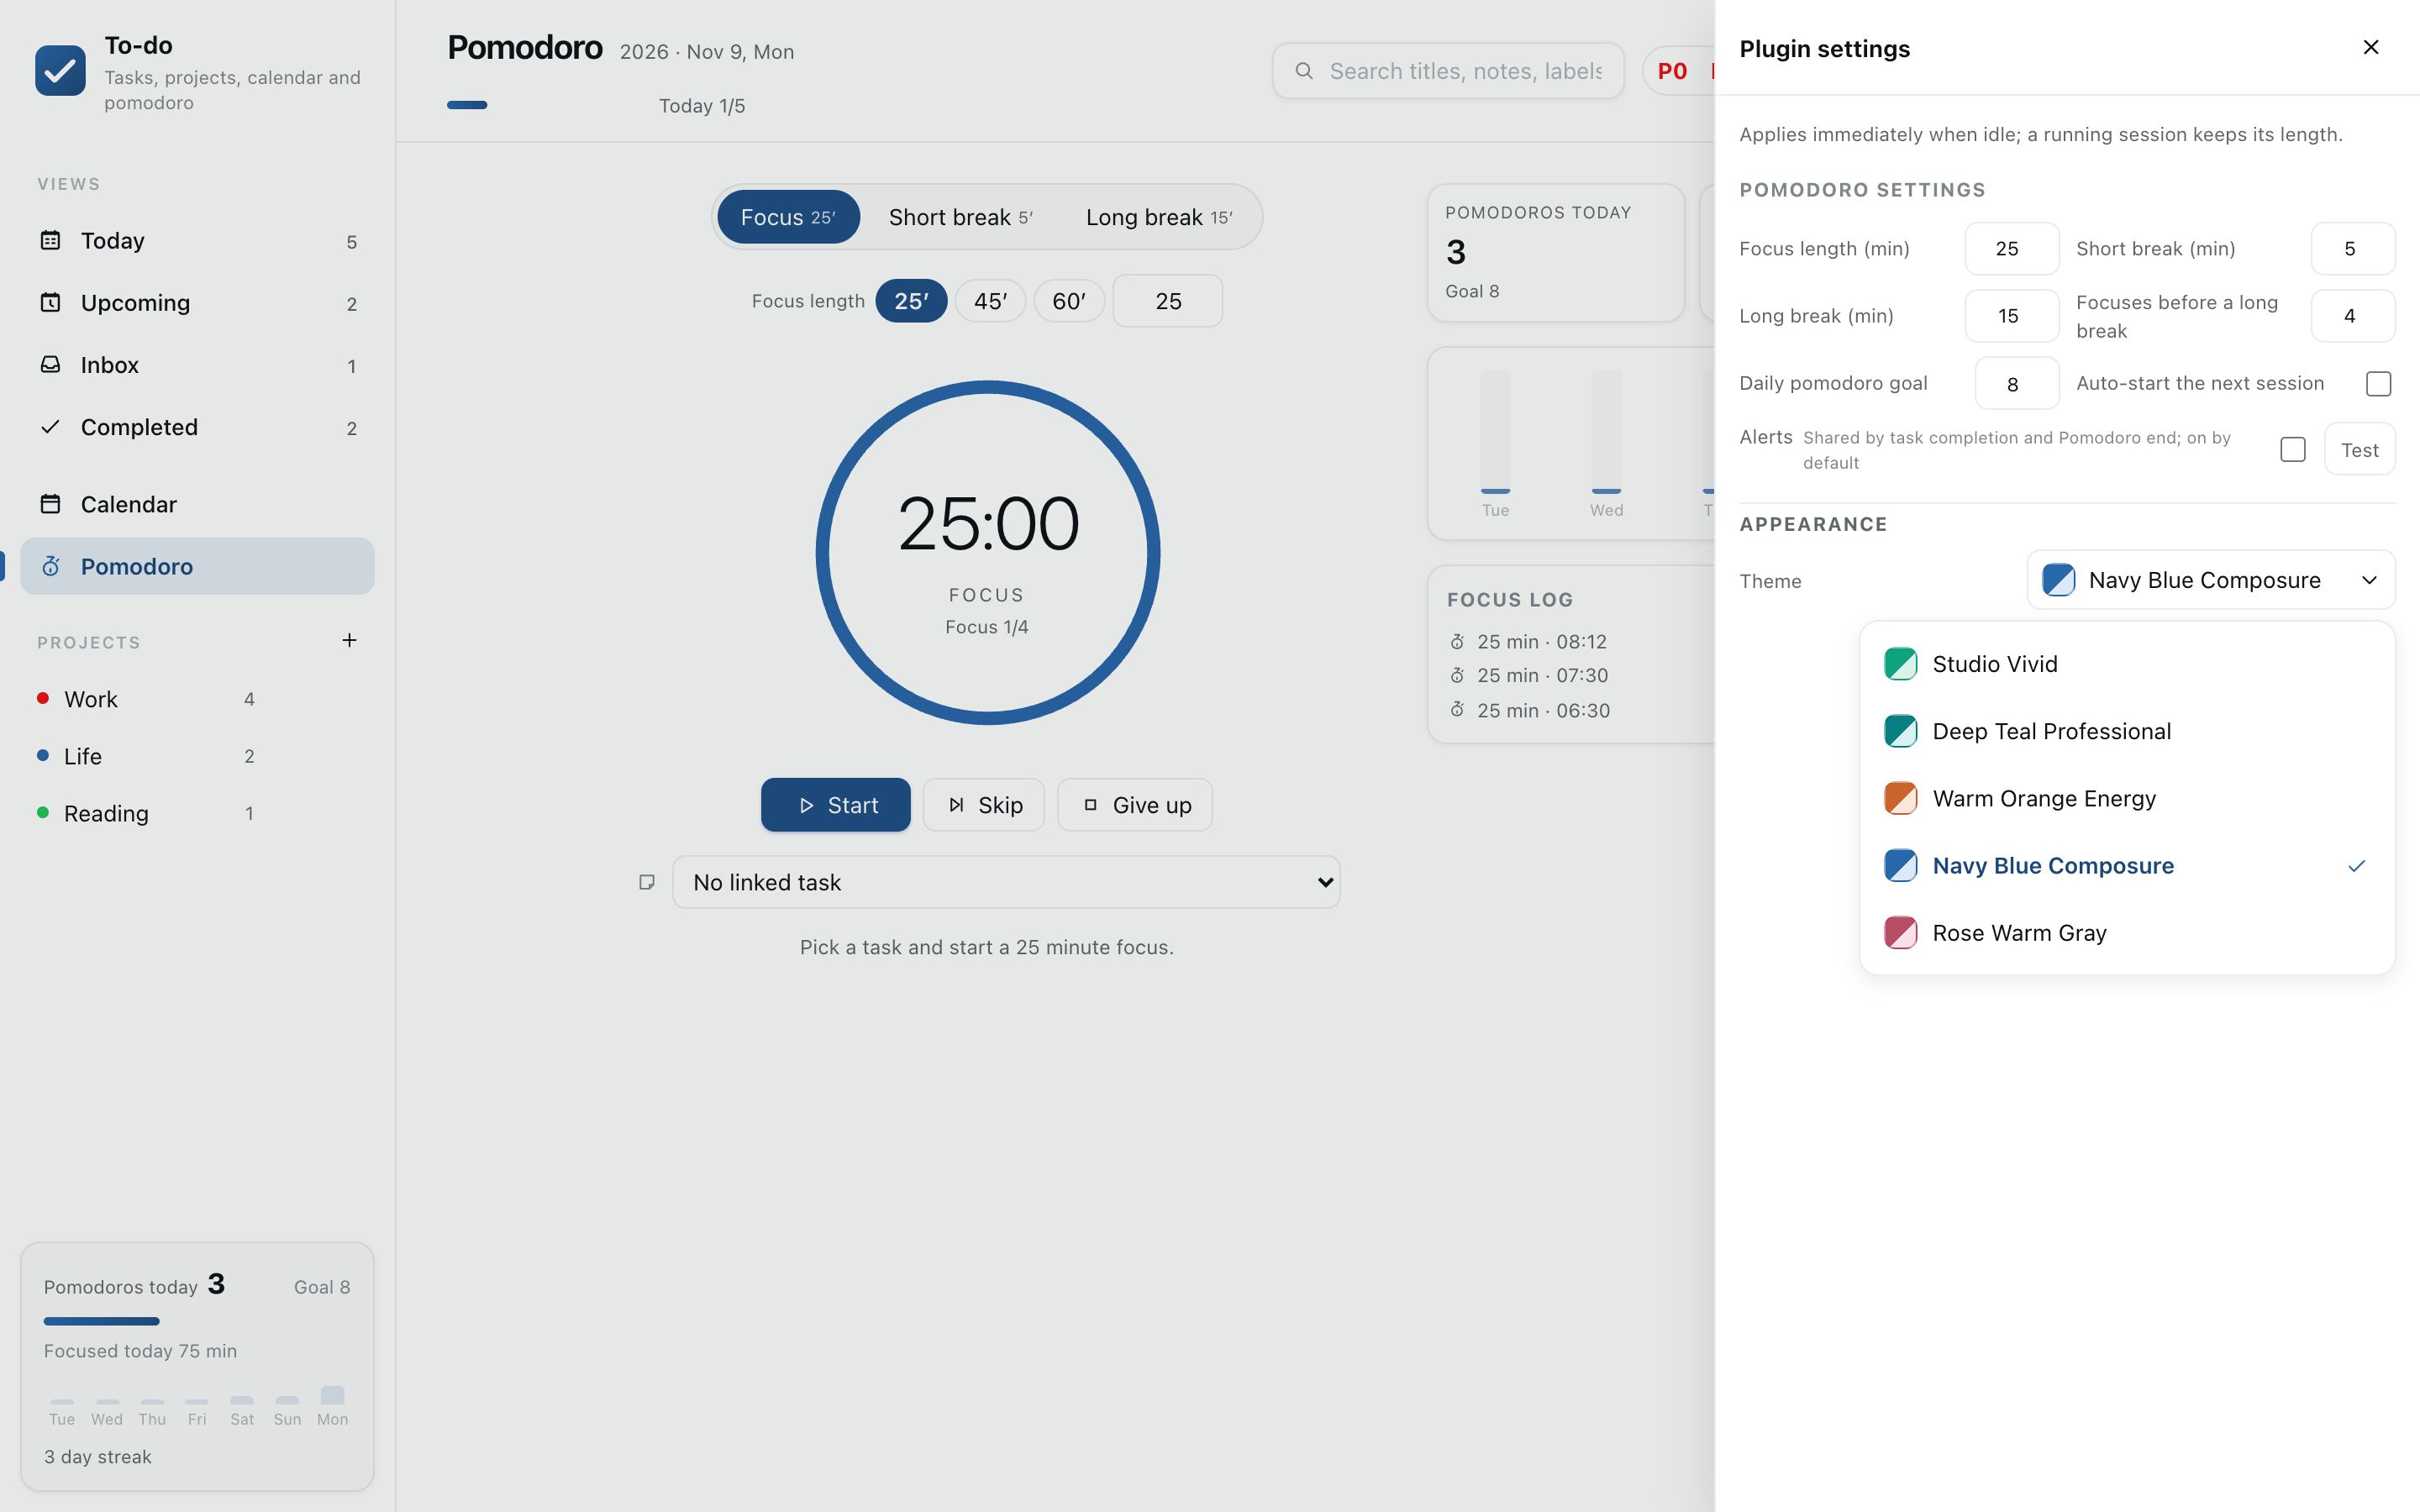 To-do
Tasks, projects, calendar and
pomodoro
VIEWS
Today 5
Upcoming 2
Inbox 1
Completed 2
Calendar
Pomodoro
PROJECTS
Work 4
Life 2
Reading 1
Pomodoros today 3 Goal 8
Focused today 75 min
Tue Wed Thu Fri Sat Sun Mon
3 day streak
Pomodoro 2026 · Nov 9, Mon
Today 1/5
Search titles, notes, labels
P0
Focus 25′ Short break 5′ Long break 15′
Focus length 25′ 45′ 60′ 25
25:00
FOCUS
Focus 1/4
Start Skip Give up
No linked task
Pick a task and start a 25 minute focus.
POMODOROS TODAY
3
Goal 8
Tue Wed
FOCUS LOG
25 min · 08:12
25 min · 07:30
25 min · 06:30
Plugin settings
Applies immediately when idle; a running session keeps its length.
POMODORO SETTINGS
Focus length (min) 25 Short break (min) 5
Long break (min) 15 Focuses before a long
break 4
Daily pomodoro goal 8 Auto-start the next session
Alerts Shared by task completion and Pomodoro end; on by
default Test
APPEARANCE
Theme Navy Blue Composure
Studio Vivid
Deep Teal Professional
Warm Orange Energy
Navy Blue Composure
Rose Warm Gray